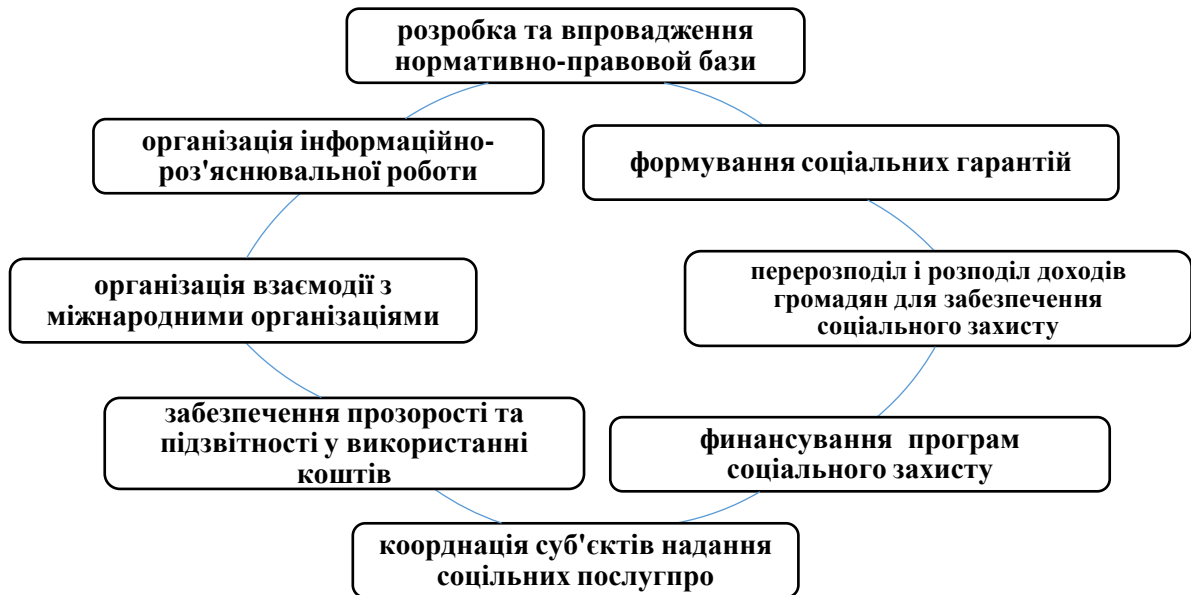 розробка та впровадження
нормативно-правовой бази
організація інформаційно-
роз'яснювальної роботи
формування соціальних гарантій
організація взаємодії з
міжнародними організаціями
перерозподіл і розподіл доходів
громадян для забезпечення
соціального захисту
забезпечення прозорості та
підзвітності у використанні
коштів
финансування програм
соціального захисту
координація суб'єктів надання
соцільних послугпро